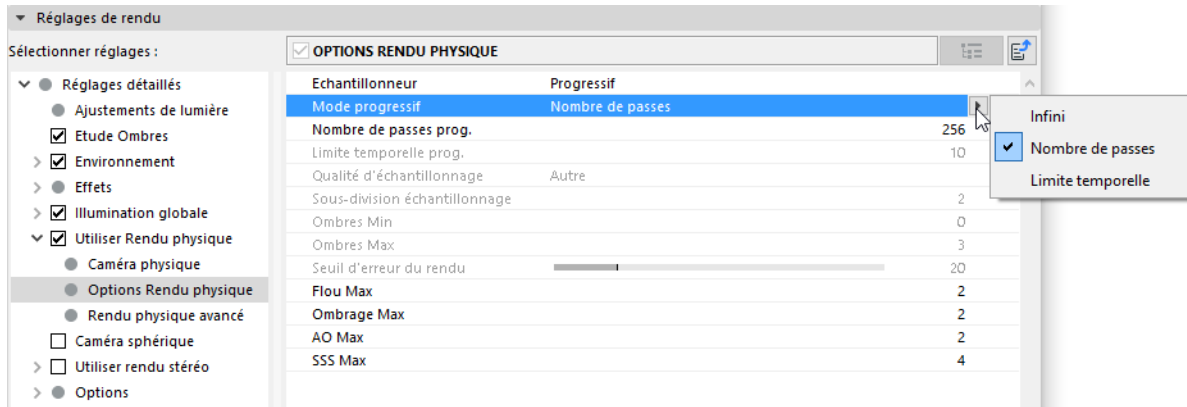 Réglages de rendu
Sélectionner réglages :
OPTIONS RENDU PHYSIQUE
Réglages détaillés
Ajustements de lumière
Etude Ombres
Environnement
Effets
Illumination globale
Utiliser Rendu physique
Caméra physique
Options Rendu physique
Rendu physique avancé
Caméra sphérique
Utiliser rendu stéréo
Options
Echantillonneur Progressif
Mode progressif Nombre de passes
Nombre de passes prog. 256
Limite temporelle prog. 10
Qualité d'échantillonnage Autre
Sous-division échantillonnage 2
Ombres Min 0
Ombres Max 3
Seuil d'erreur du rendu 20
Flou Max 2
Ombrage Max 2
AO Max 2
SSS Max 4
Infini
Nombre de passes
Limite temporelle